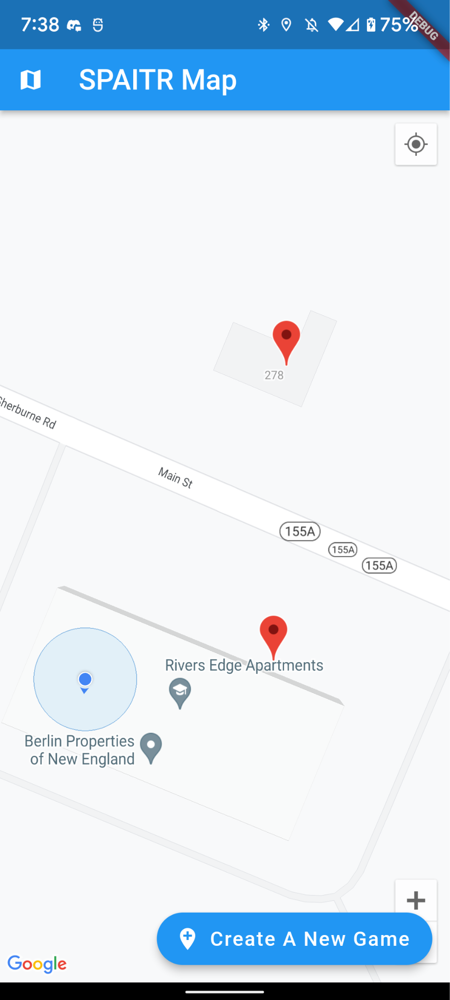 7:38
75%
DEBUG
SPAITR Map
278
Sherburne Rd
Main St
155A
155A
155A
Rivers Edge Apartments
Berlin Properties
of New England
Create A New Game
Google